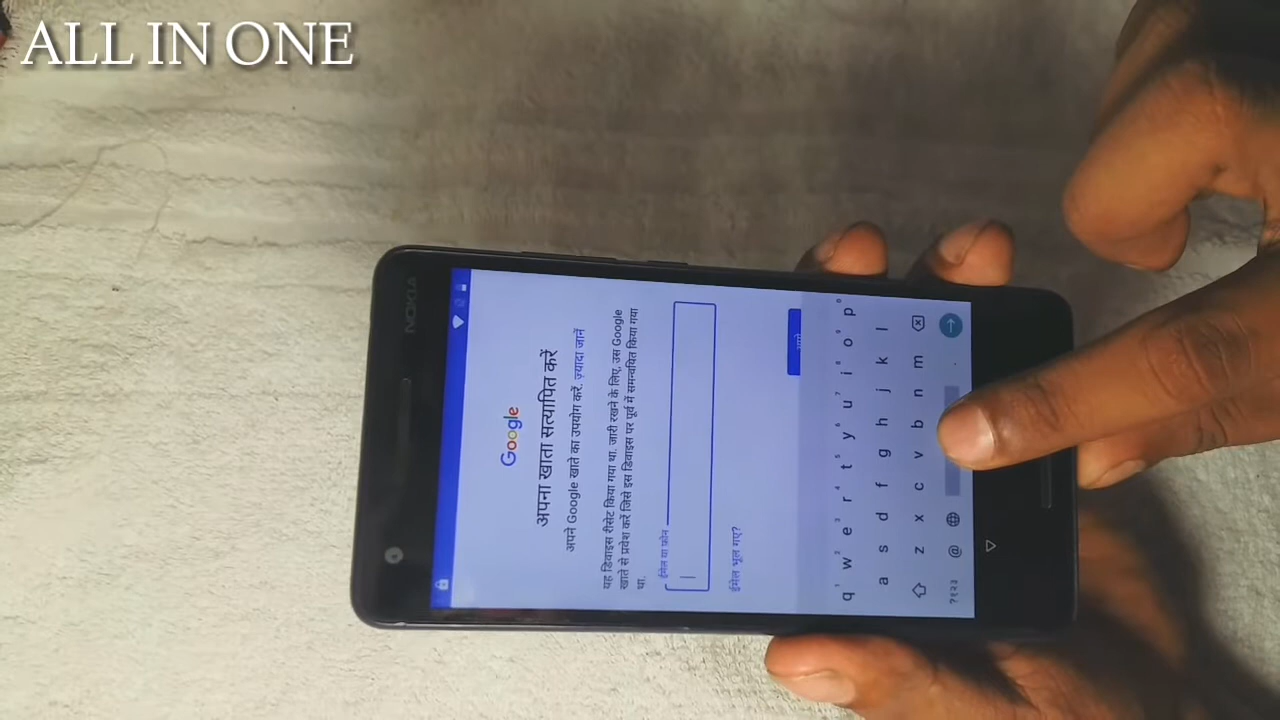 ALL IN ONE
NOKIA
Google
अपना खाता सत्यापित करें
अपने Google खाते का उपयोग करें. ज़्यादा जानें
यह डिवाइस रीसेट किया गया था. जारी रखने के लिए, उस Google
खाते से प्रवेश करें जिसे इस डिवाइस पर पूर्व में समन्वयित किया गया
था.
ईमेल या फ़ोन
ईमेल भूल गए?
q w e r t y u i o p
a s d f g h j k l
z x c v b n m
?१२३ @ .